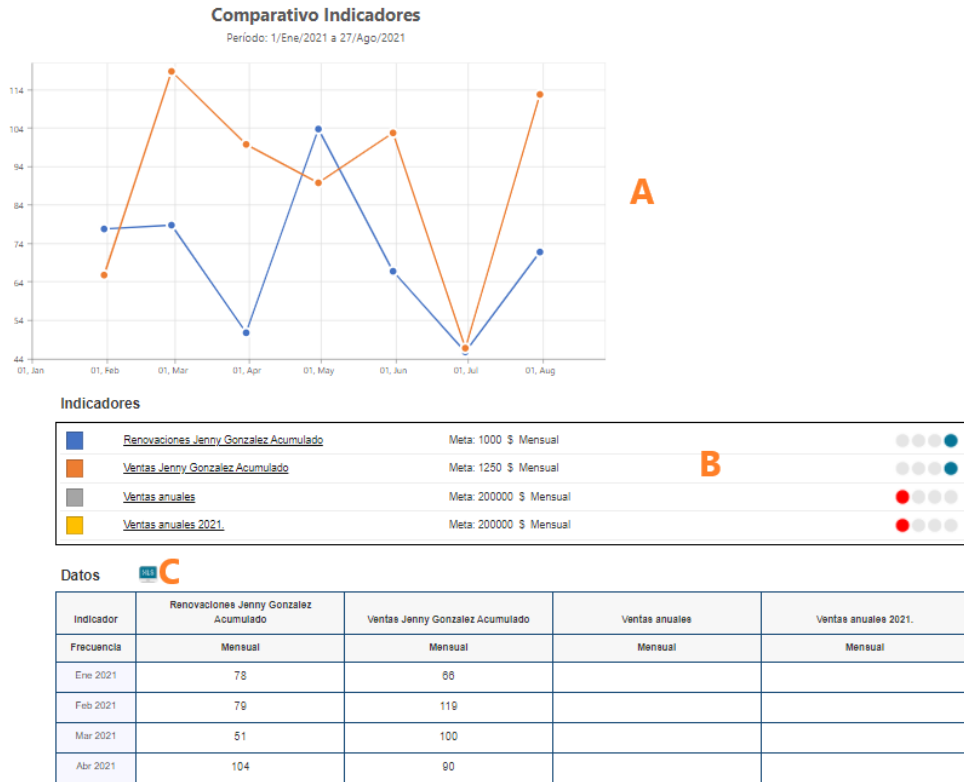 Comparativo Indicadores
Período: 1/Ene/2021 a 27/Ago/2021
114
104
94
84
74
64
54
44
01, Jan 01, Feb 01, Mar 01, Apr 01, May 01, Jun 01, Jul 01, Aug
A
Indicadores
Renovaciones Jenny Gonzalez Acumulado Meta: 1000 $ Mensual
Ventas Jenny Gonzalez Acumulado Meta: 1250 $ Mensual
B
Ventas anuales Meta: 200000 $ Mensual
Ventas anuales 2021. Meta: 200000 $ Mensual
Datos XLS C
Indicador Renovaciones Jenny Gonzalez Acumulado Ventas Jenny Gonzalez Acumulado Ventas anuales Ventas anuales 2021.
Frecuencia Mensual Mensual Mensual Mensual
Ene 2021 78 66
Feb 2021 79 119
Mar 2021 51 100
Abr 2021 104 90